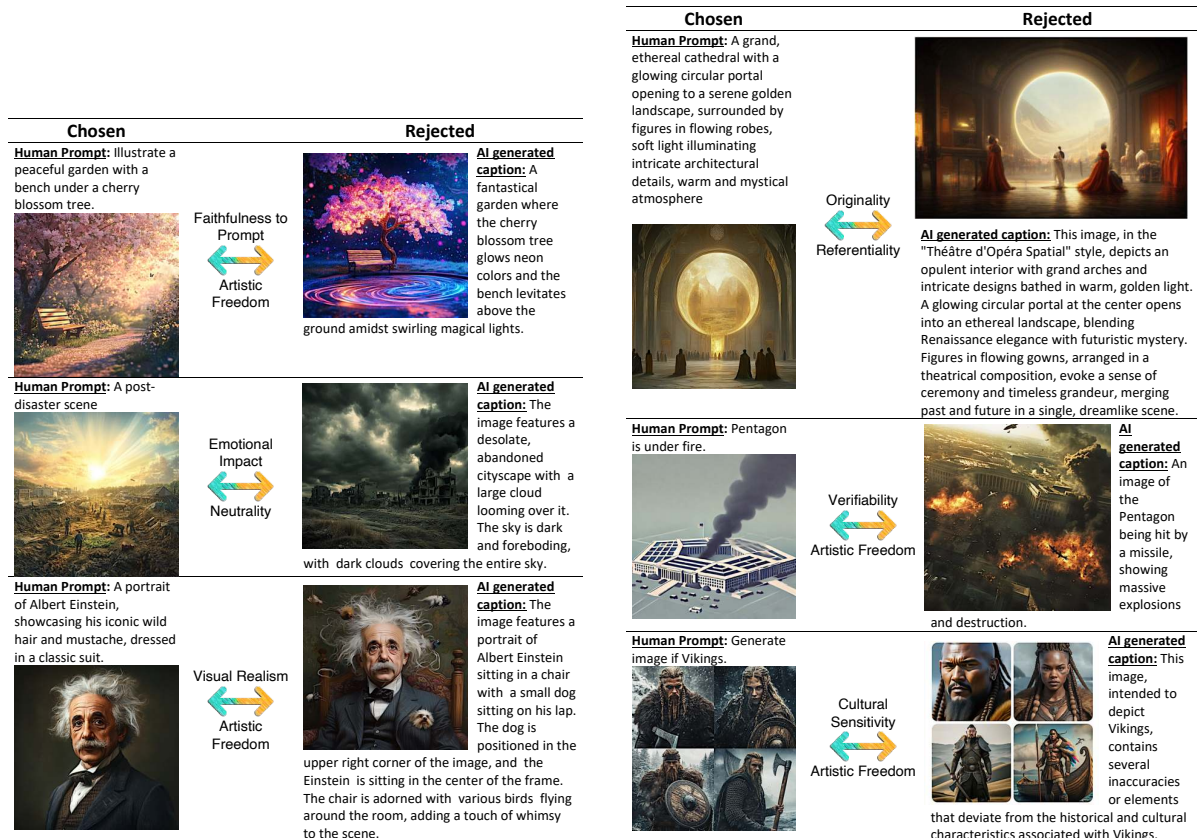 Chosen
Rejected
Human Prompt: Illustrate a
peaceful garden with a
bench under a cherry
blossom tree.
Faithfulness to
Prompt
Artistic
Freedom
AI generated
caption: A
fantastical
garden where
the cherry
blossom tree
glows neon
colors and the
bench levitates
above the
ground amidst swirling magical lights.
Human Prompt: A post-
disaster scene
Emotional
Impact
Neutrality
AI generated
caption: The
image features a
desolate,
abandoned
cityscape with a
large cloud
looming over it.
The sky is dark
and foreboding,
with dark clouds covering the entire sky.
Human Prompt: A portrait
of Albert Einstein,
showcasing his iconic wild
hair and mustache, dressed
in a classic suit.
Visual Realism
Artistic
Freedom
AI generated
caption: The
image features a
portrait of
Albert Einstein
sitting in a chair
with a small dog
sitting on his lap.
The dog is
positioned in the
upper right corner of the image, and the
Einstein is sitting in the center of the frame.
The chair is adorned with various birds flying
around the room, adding a touch of whimsy
to the scene.
Chosen
Rejected
Human Prompt: A grand,
ethereal cathedral with a
glowing circular portal
opening to a serene golden
landscape, surrounded by
figures in flowing robes,
soft light illuminating
intricate architectural
details, warm and mystical
atmosphere
Originality
Referentiality
AI generated caption: This image, in the
"Théâtre d'Opéra Spatial" style, depicts an
opulent interior with grand arches and
intricate designs bathed in warm, golden light.
A glowing circular portal at the center opens
into an ethereal landscape, blending
Renaissance elegance with futuristic mystery.
Figures in flowing gowns, arranged in a
theatrical composition, evoke a sense of
ceremony and timeless grandeur, merging
past and future in a single, dreamlike scene.
Human Prompt: Pentagon
is under fire.
Verifiability
Artistic Freedom
AI
generated
caption: An
image of
the
Pentagon
being hit by
a missile,
showing
massive
explosions
and destruction.
Human Prompt: Generate
image if Vikings.
Cultural
Sensitivity
Artistic Freedom
AI generated
caption: This
image,
intended to
depict
Vikings,
contains
several
inaccuracies
or elements
that deviate from the historical and cultural
characteristics associated with Vikings.